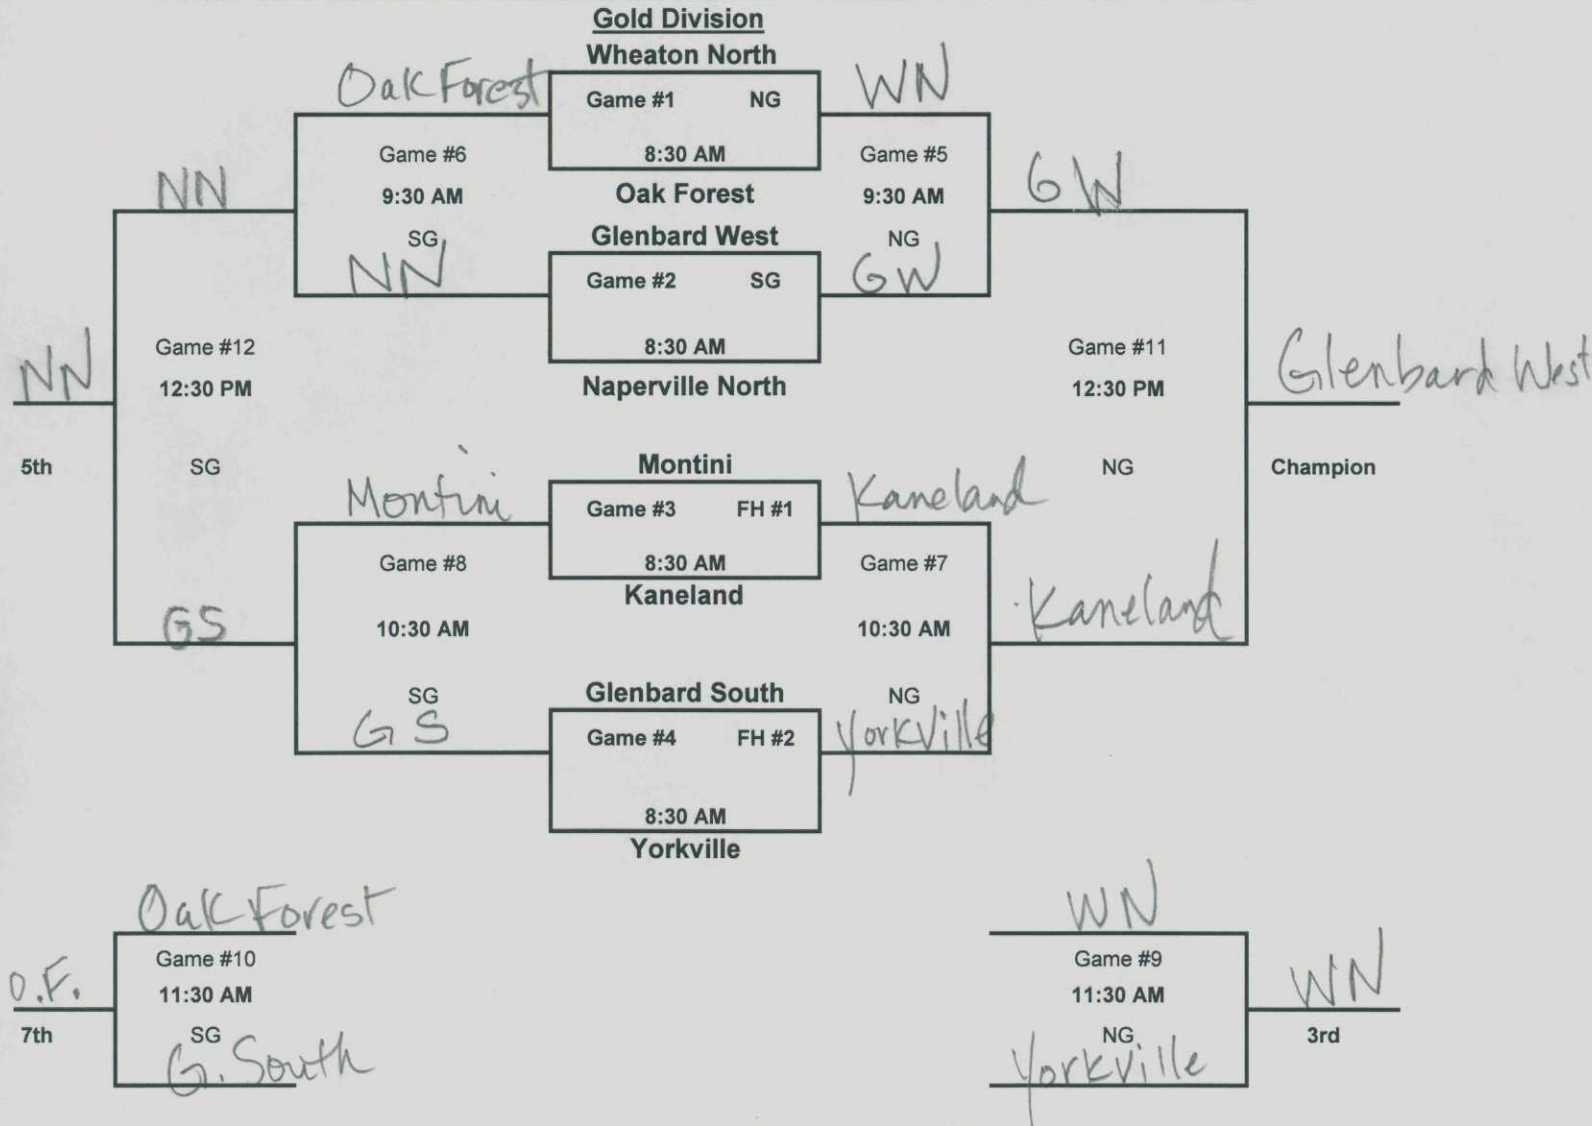 Gold Division
Wheaton North
Oak Forest
Game #1 NG
WN
Game #6
8:30 AM
Game #5
NN
9:30 AM
Oak Forest
9:30 AM
GW
SG
Glenbard West
NG
NN
Game #2 SG
GW
Game #12
8:30 AM
Game #11
Glenbard West
NN
12:30 PM
Naperville North
12:30 PM
5th
SG
Montini
NG
Champion
Montini
Game #3 FH #1
Kaneland
Game #8
8:30 AM
Game #7
Kaneland
GS
10:30 AM
10:30 AM
Kaneland
SG
Glenbard South
NG
GS
Game #4 FH #2
Yorkville
8:30 AM
Yorkville
Oak Forest
WN
Game #10
Game #9
O.F.
11:30 AM
11:30 AM
WN
7th
SG
NG
3rd
G. South
Yorkville